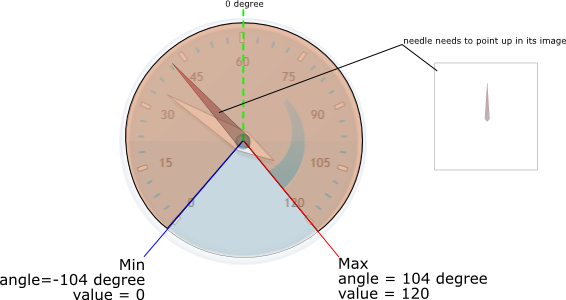 0 degree
needle needs to point up in its image
60
45
75
30
90
15
105
0
120
Min
angle=-104 degree
value = 0
Max
angle = 104 degree
value = 120